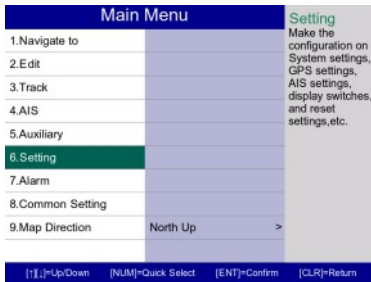 Main Menu
1.Navigate to
2.Edit
3.Track
4.AIS
5.Auxiliary
6.Setting
7.Alarm
8.Common Setting
9.Map Direction North Up >
Setting
Make the
configuration on
System settings,
GPS settings,
AIS settings,
display switches,
and reset
settings,etc.
[↑][↓]=Up/Down [NUM]=Quick Select [ENT]=Confirm [CLR]=Return